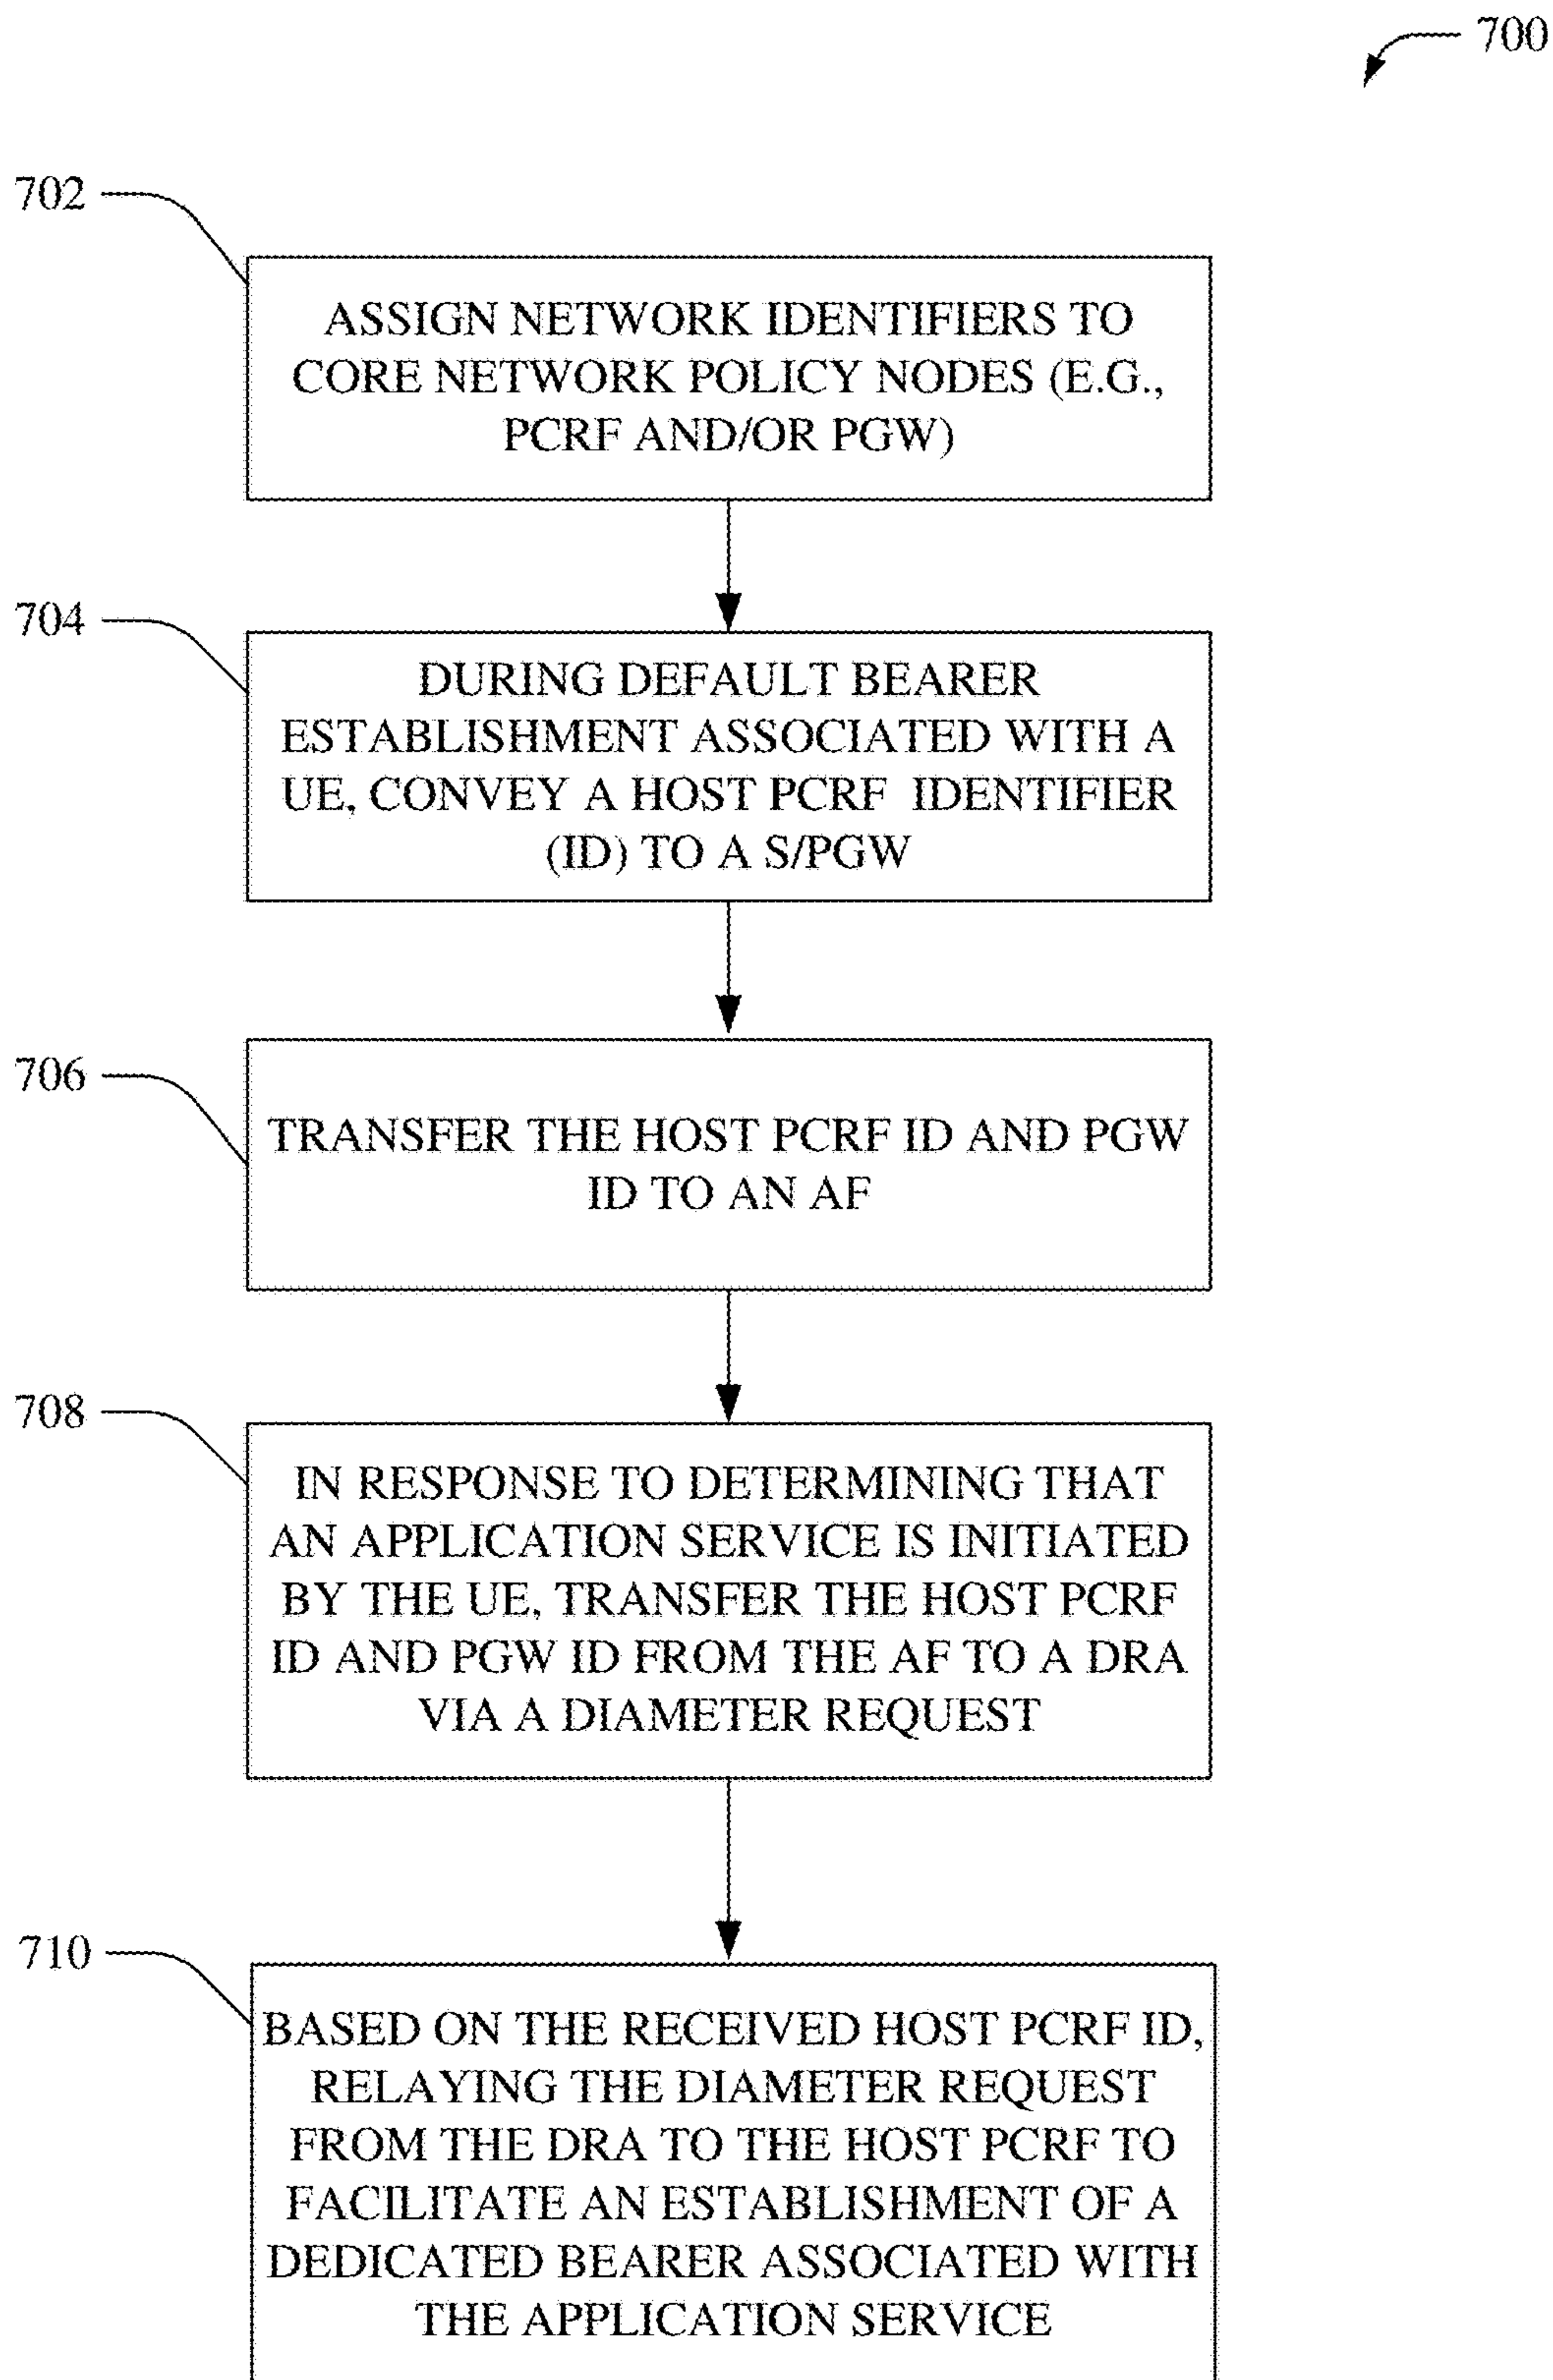 700
702
ASSIGN NETWORK IDENTIFIERS TO
CORE NETWORK POLICY NODES (E.G.,
PCRF AND/OR PGW)
704
DURING DEFAULT BEARER
ESTABLISHMENT ASSOCIATED WITH A
UE, CONVEY A HOST PCRF IDENTIFIER
(ID) TO A S/PGW
706
TRANSFER THE HOST PCRF ID AND PGW
ID TO AN AF
708
IN RESPONSE TO DETERMINING THAT
AN APPLICATION SERVICE IS INITIATED
BY THE UE, TRANSFER THE HOST PCRF
ID AND PGW ID FROM THE AF TO A DRA
VIA A DIAMETER REQUEST
710
BASED ON THE RECEIVED HOST PCRF ID,
RELAYING THE DIAMETER REQUEST
FROM THE DRA TO THE HOST PCRF TO
FACILITATE AN ESTABLISHMENT OF A
DEDICATED BEARER ASSOCIATED WITH
THE APPLICATION SERVICE